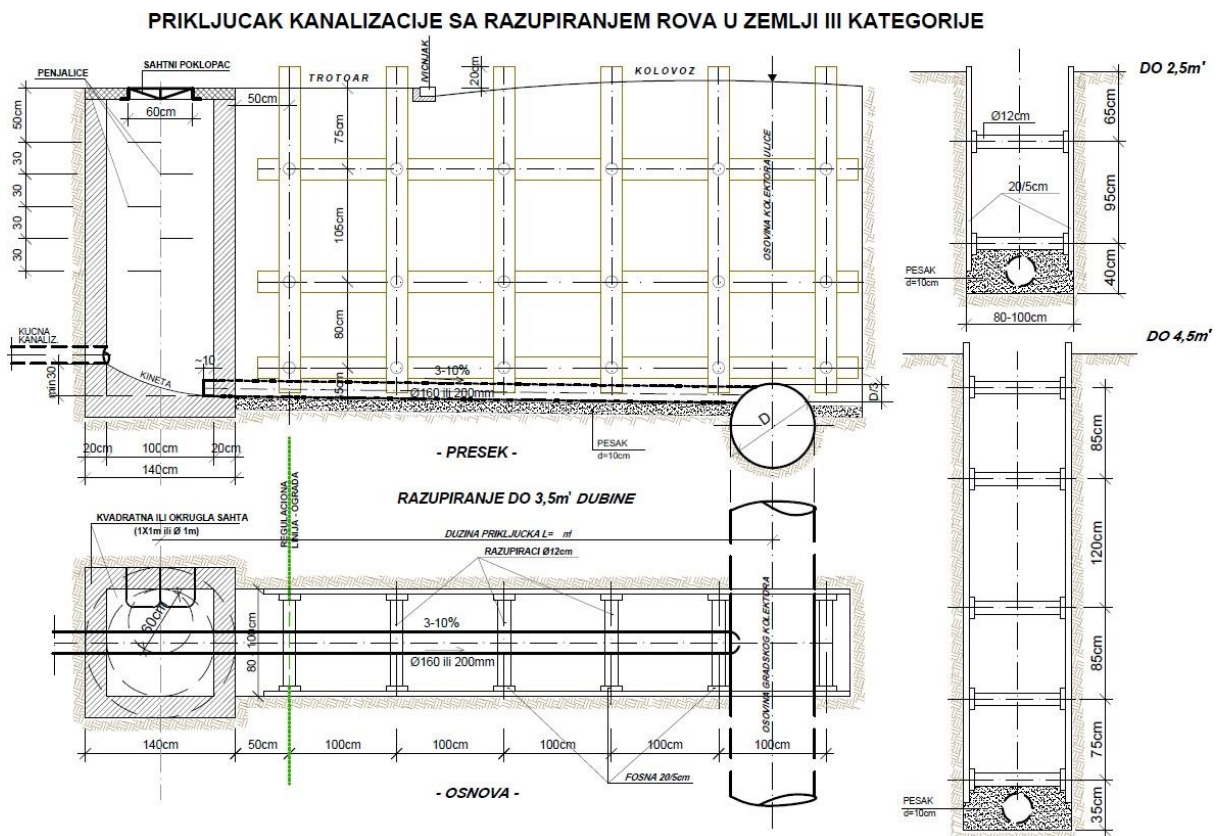 PRIKLJUCAK KANALIZACIJE SA RAZUPIRANJEM ROVA U ZEMLJI III KATEGORIJE
PENJALICE
SAHTNI POKLOPAC
60cm
50cm
30
30
30
30
50cm
TROTOAR
IVICNJAK
20cm
KOLOVOZ
75cm
105cm
80cm
OSOVINA KOLEKTORA ULICE
KUCNA
KANALIZ.
min30
KINETA
~10
3-10%
Ø160 ili 200mm
D/3
D
PESAK
d=10cm
20cm
100cm
20cm
140cm
- PRESEK -
RAZUPIRANJE DO 3,5m' DUBINE
KVADRATNA ILI OKRUGLA SAHTA
(1X1m ili Ø 1m)
REGULACIONA
LINIJA - OGRADA
DUZINA PRIKLJUCKA L= m'
RAZUPIRACI Ø12cm
60cm
80
100cm
3-10%
Ø160 ili 200mm
OSOVINA GRADSKOG KOLEKTORA
140cm
50cm
100cm
100cm
100cm
100cm
100cm
FOSNA 20/5cm
- OSNOVA -
DO 2,5m'
Ø12cm
65cm
20/5cm
95cm
PESAK
d=10cm
40cm
80-100cm
DO 4,5m'
85cm
120cm
85cm
75cm
PESAK
d=10cm
35cm